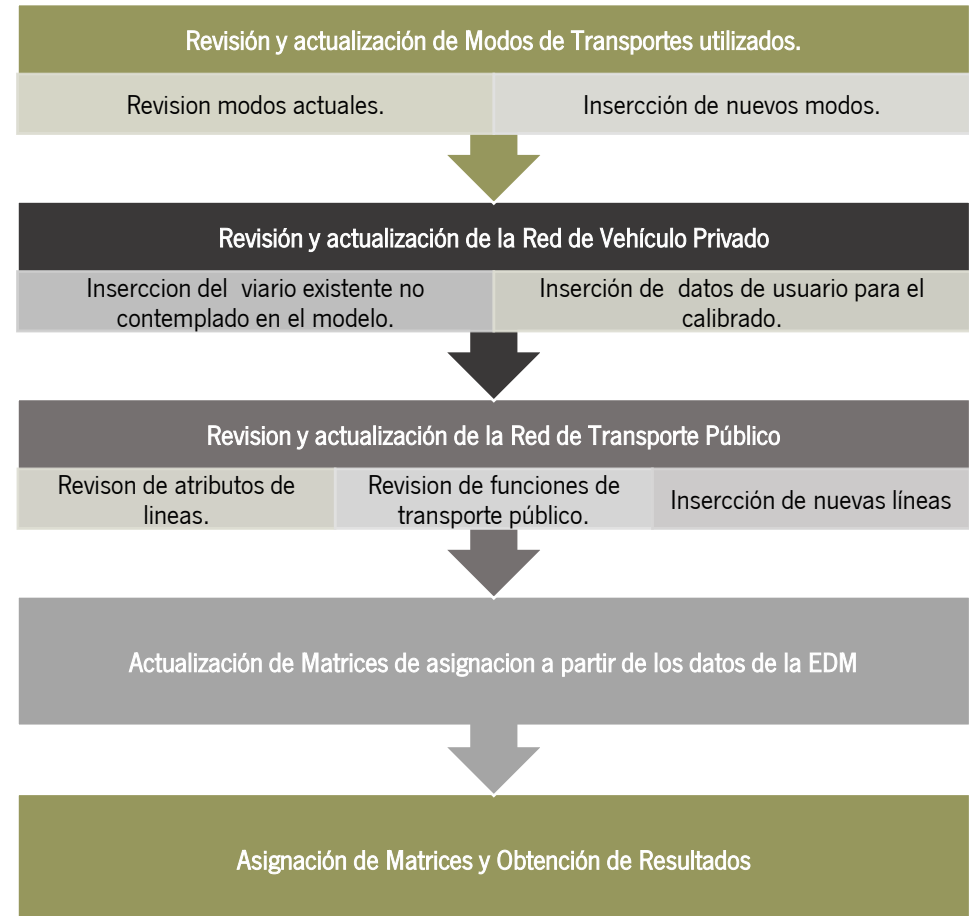 Revisión y actualización de Modos de Transportes utilizados.
Revision modos actuales.
Insercción de nuevos modos.
Revisión y actualización de la Red de Vehículo Privado
Inserccion del viario existente no
contemplado en el modelo.
Inserción de datos de usuario para el
calibrado.
Revision y actualización de la Red de Transporte Público
Revison de atributos de
lineas.
Revision de funciones de
transporte público.
Insercción de nuevas líneas
Actualización de Matrices de asignacion a partir de los datos de la EDM
Asignación de Matrices y Obtención de Resultados